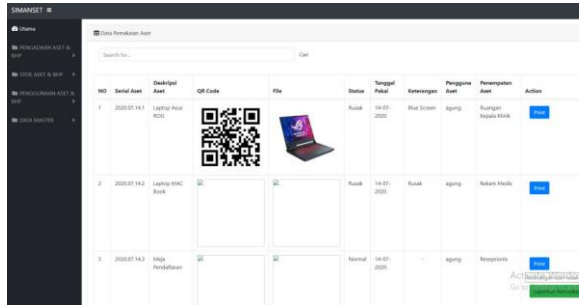 SIMANSET
Utama
Data Pemakaian Aset
PENGADAAN ASET &
BHP
Search for...
Cari
STOK ASET & BHP
PENGGUNAAN ASET &
BHP
DATA MASTER
NO Serial Aset Deskripsi Aset QR Code File Status Tanggal Pakai Keterangan Pengguna Aset Penempatan Aset Action
1 2020.07.14.1 Laptop Asus ROG Rusak 14-07-2020 Blue Screen agung Ruangan Kepala Klinik Print
2 2020.07.14.2 Laptop MAC Book Rusak 14-07-2020 Rusak agung Rekam Medis Print
3 2020.07.14.3 Meja Pendaftaran Normal 14-07-2020 - agung Resepsionis Print